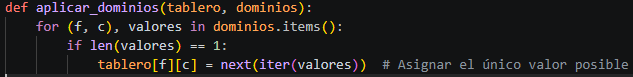 def aplicar_dominios(tablero, dominios):
    for (f, c), valores in dominios.items():
        if len(valores) == 1:
            tablero[f][c] = next(iter(valores))  # Asignar el único valor posible